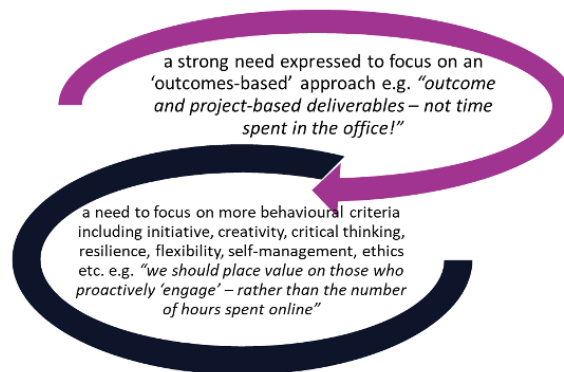 a strong need expressed to focus on an
‘outcomes-based’ approach e.g. “outcome
and project-based deliverables – not time
spent in the office!”
a need to focus on more behavioural criteria
including initiative, creativity, critical thinking,
resilience, flexibility, self-management, ethics
etc. e.g. “we should place value on those who
proactively ‘engage’ – rather than the number
of hours spent online”